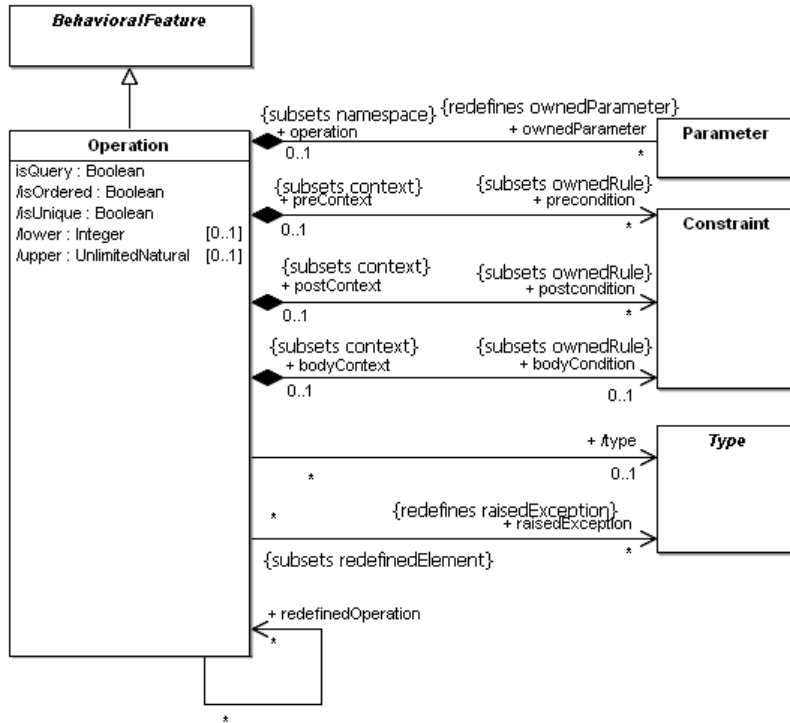 BehavioralFeature
{subsets namespace} {redefines ownedParameter}
+ operation + ownedParameter
0..1 *
Parameter
Operation
isQuery : Boolean
/isOrdered : Boolean
/isUnique : Boolean
/lower : Integer [0..1]
/upper : UnlimitedNatural [0..1]
{subsets context} {subsets ownedRule}
+ preContext + precondition
0..1 *
Constraint
{subsets context} {subsets ownedRule}
+ postContext + postcondition
0..1 *
{subsets context} {subsets ownedRule}
+ bodyContext + bodyCondition
0..1 0..1
Type
+ /type
* 0..1
* {redefines raisedException}
+ raisedException
*
{subsets redefinedElement}
+ redefinedOperation
*
*